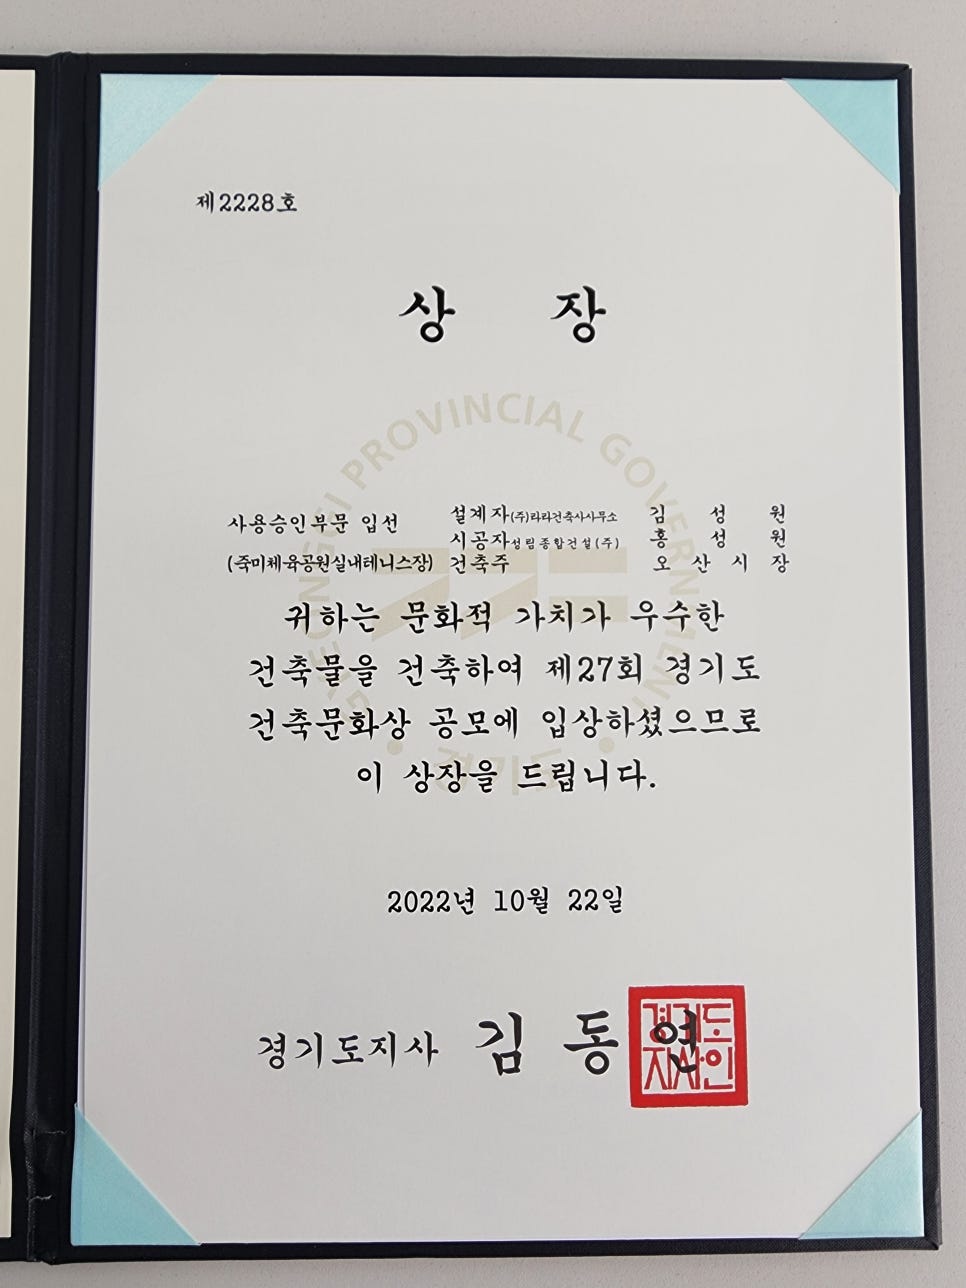 제2228호
상 장
사용승인부문 입선
(죽미체육공원실내테니스장)
설계자(주)라라건축사사무소 김 성 원
시공자성림종합건설(주) 홍 성 원
건축주 오 산 시 장
귀하는 문화적 가치가 우수한
건축물을 건축하여 제27회 경기도
건축문화상 공모에 입상하셨으므로
이 상장을 드립니다.
2022년 10월 22일
경기도지사 김 동 연
경기도
지사인
GYEONGGI PROVINCIAL GOVERNMENT
경기도